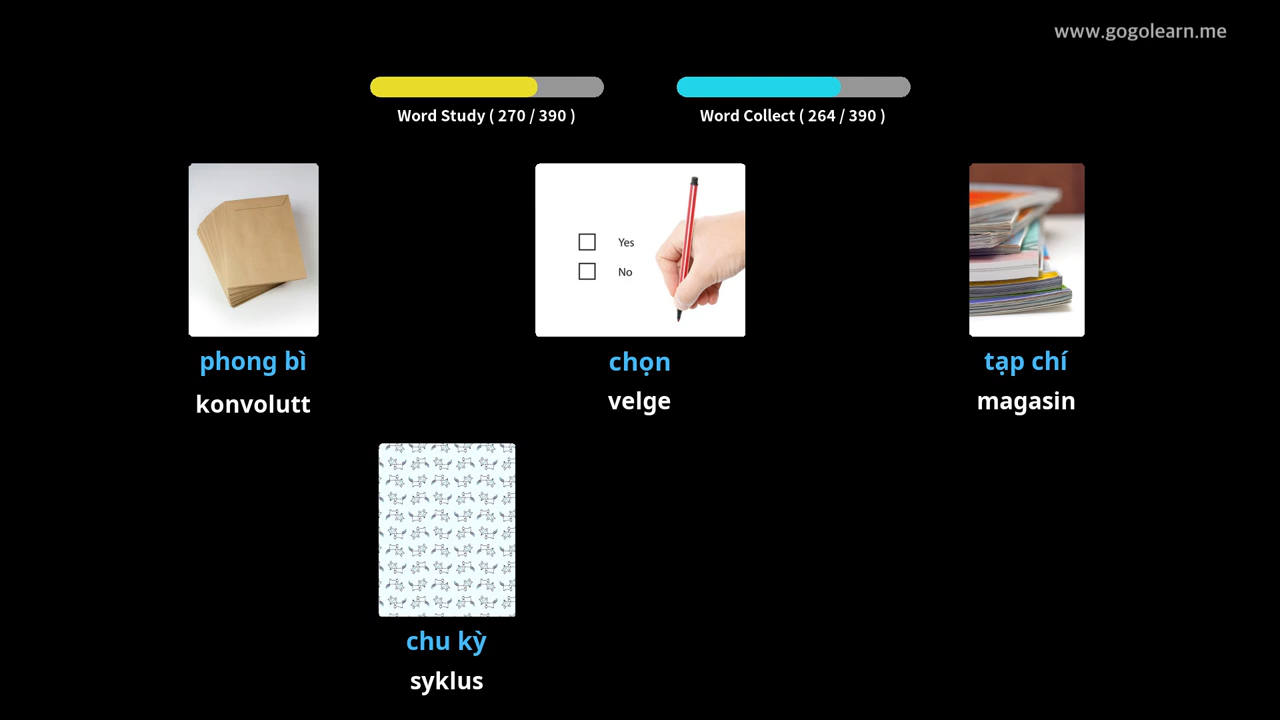 www.gogolearn.me
Word Study ( 270 / 390 )
Word Collect ( 264 / 390 )
Yes
No
phong bì
konvolutt
chọn
velge
tạp chí
magasin
chu kỳ
syklus